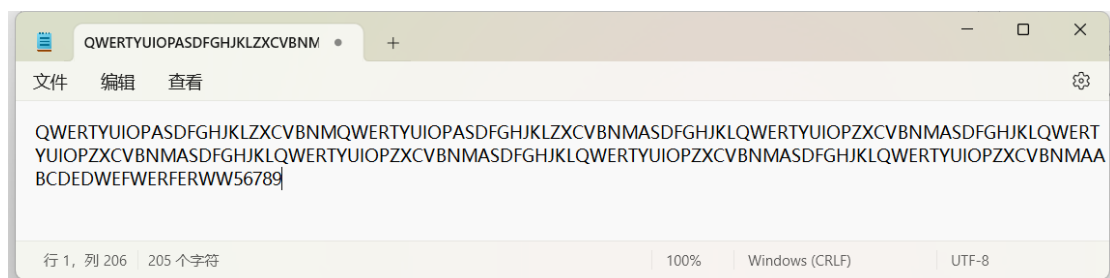 QWERTYUIOPASDFGHJKLZXCVBNM
文件 编辑 查看
QWERTYUIOPASDFGHJKLZXCVBNMQWERTYUIOPASDFGHJKLZXCVBNMASDFGHJKLQWERTYUIOPZXCVBNMASDFGHJKLQWERT
YUIOPZXCVBNMASDFGHJKLQWERTYUIOPZXCVBNMASDFGHJKLQWERTYUIOPZXCVBNMASDFGHJKLQWERTYUIOPZXCVBNMAA
BCDEDWEFWERFERWW56789
行 1，列 206 205 个字符 100% Windows (CRLF) UTF-8